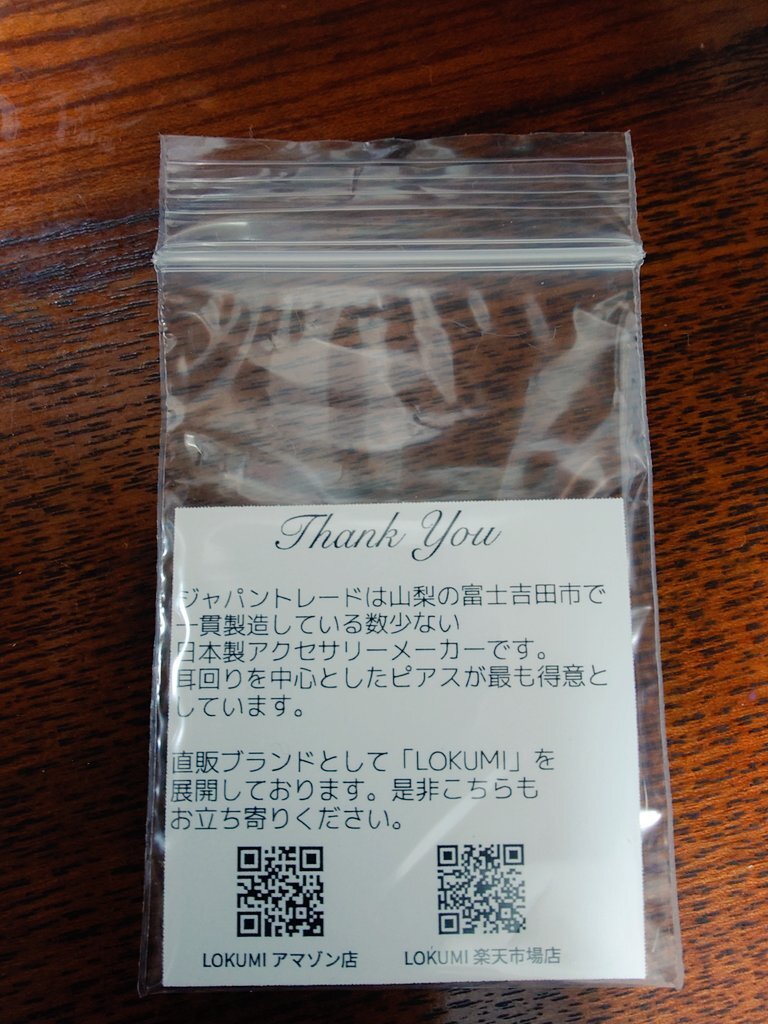 Thank You
ジャパントレードは山梨の富士吉田市で
一貫製造している数少ない
日本製アクセサリーメーカーです。
耳回りを中心としたピアスが最も得意と
しています。
直販ブランドとして「LOKUMI」を
展開しております。是非こちらも
お立ち寄りください。
LOKUMI アマゾン店
LOKUMI 楽天市場店